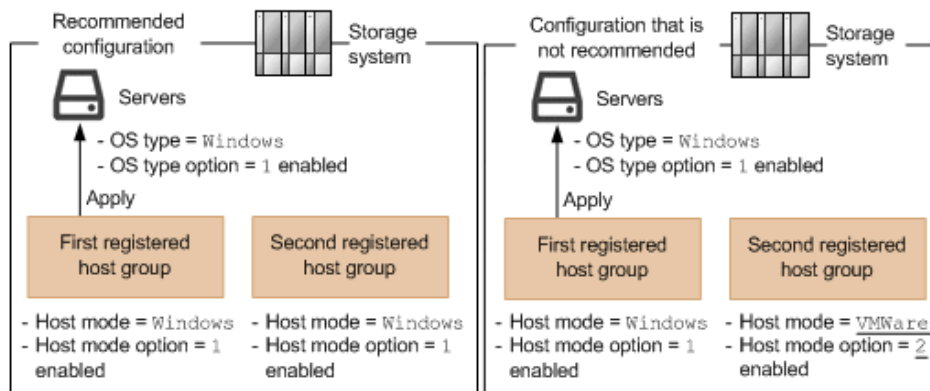 Recommended
configuration
Storage
system
Servers
- OS type = Windows
- OS type option = 1 enabled
Apply
First registered
host group
Second registered
host group
- Host mode = Windows
- Host mode option = 1
enabled
- Host mode = Windows
- Host mode option = 1
enabled
Configuration that is
not recommended
Storage
system
Servers
- OS type = Windows
- OS type option = 1 enabled
Apply
First registered
host group
Second registered
host group
- Host mode = Windows
- Host mode option = 1
enabled
- Host mode = VMWare
- Host mode option = 2
enabled